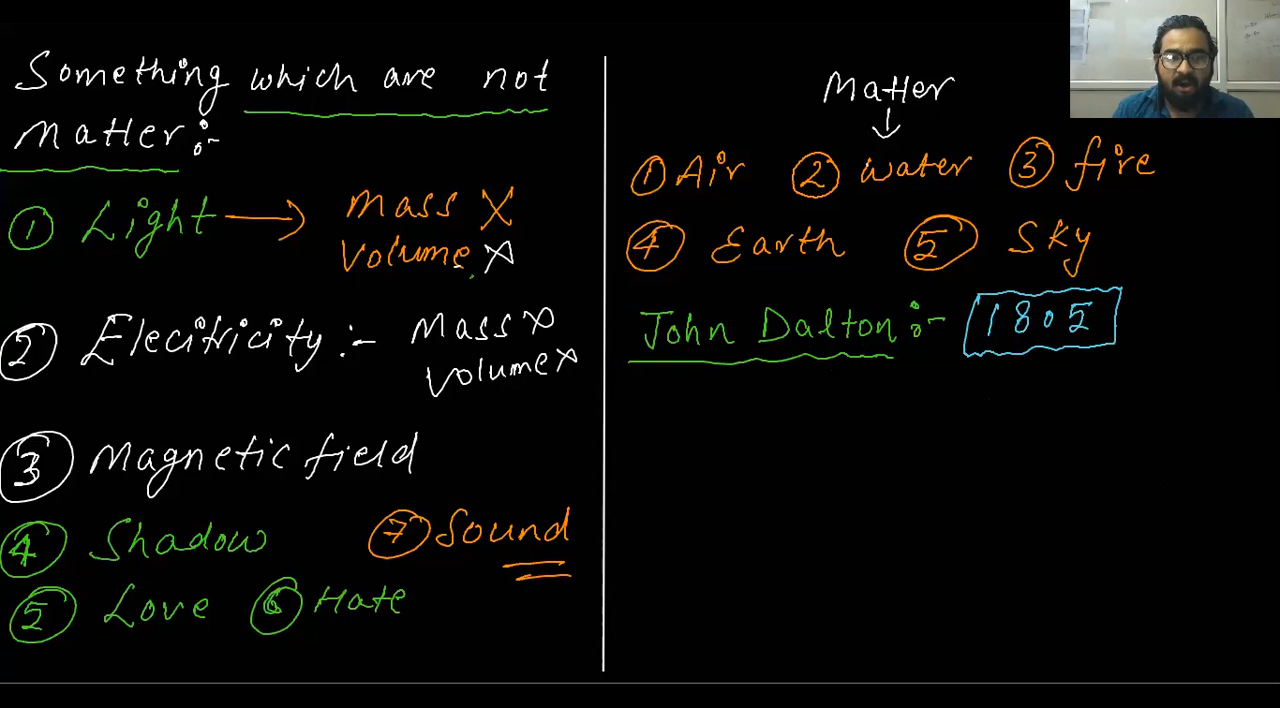 Something which are not
Matter :-
① Light → Mass X
Volume X
② Electricity :- Mass X
Volume X
③ Magnetic field
④ Shadow ⑦ Sound
⑤ Love ⑥ Hate
Matter
↓
① Air ② Water ③ fire
④ Earth ⑤ Sky
John Dalton :- 1805